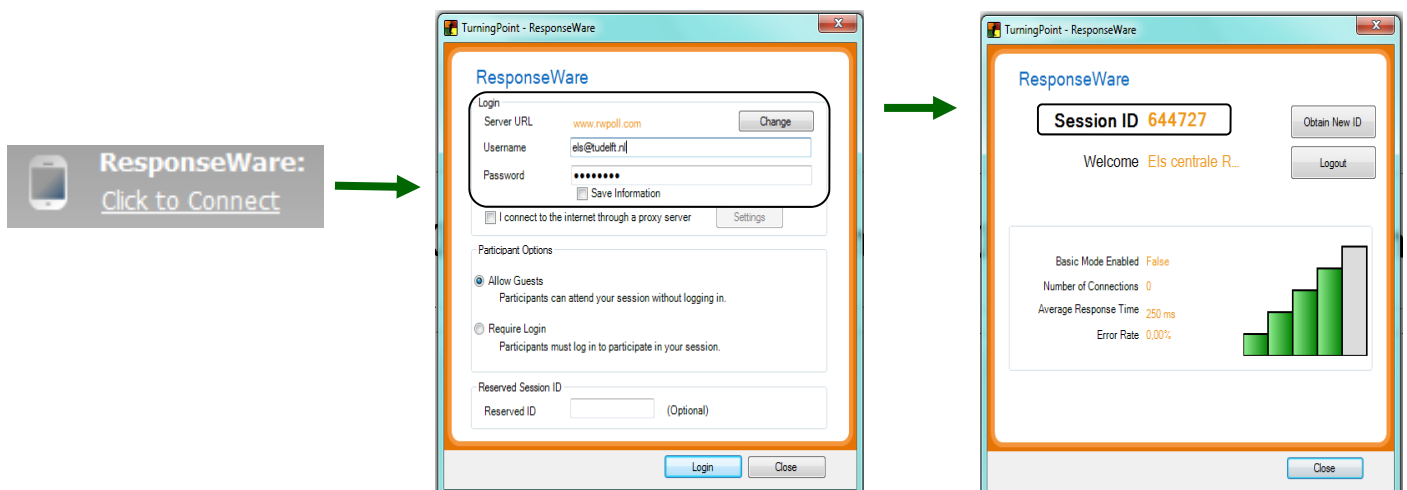 ResponseWare:
Click to Connect
TurningPoint - ResponseWare
X
ResponseWare
Login
Server URL www.rwpoll.com Change
Username els@tudelft.nl
Password ••••••••
Save Information
I connect to the internet through a proxy server Settings
Participant Options
Allow Guests
Participants can attend your session without logging in.
Require Login
Participants must log in to participate in your session.
Reserved Session ID
Reserved ID (Optional)
Login Close
TurningPoint - ResponseWare
X
ResponseWare
Session ID 644727 Obtain New ID
Welcome Els centrale R... Logout
Basic Mode Enabled False
Number of Connections 0
Average Response Time 250 ms
Error Rate 0,00%
Close